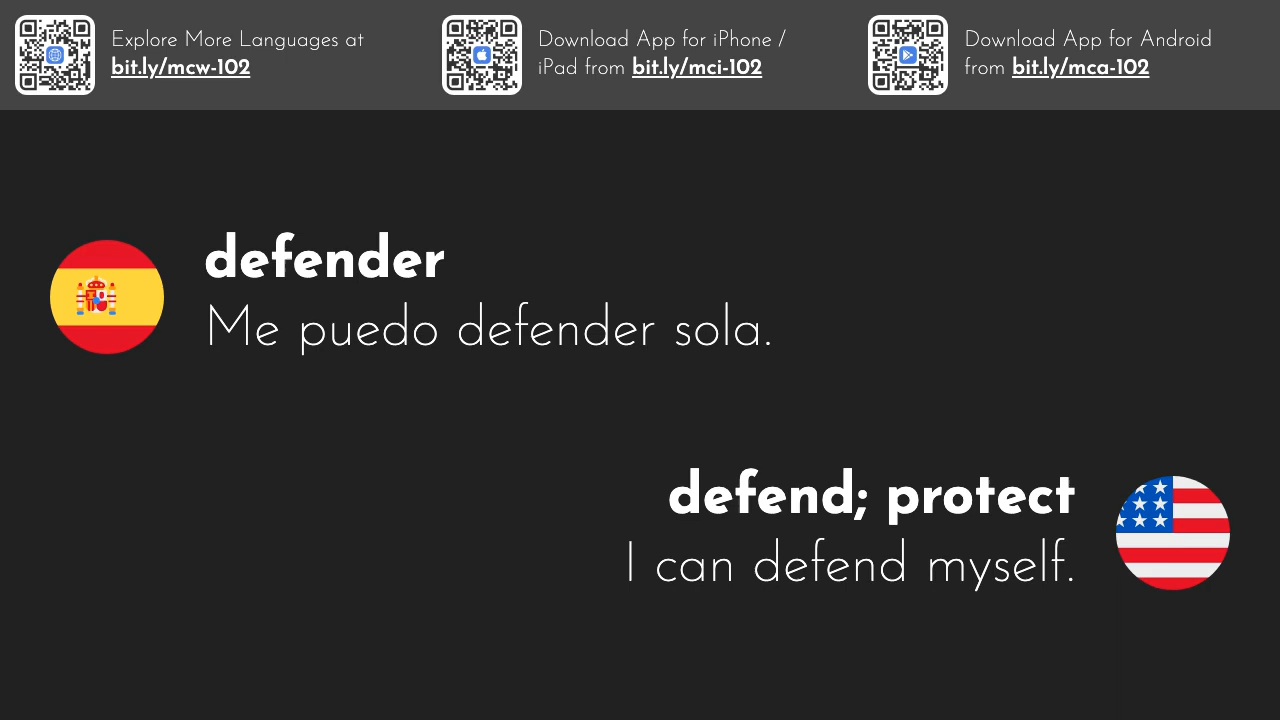 Explore More Languages at
bit.ly/mcw-102
Download App for iPhone /
iPad from bit.ly/mci-102
Download App for Android
from bit.ly/mca-102
defender
Me puedo defender sola.
defend; protect
I can defend myself.